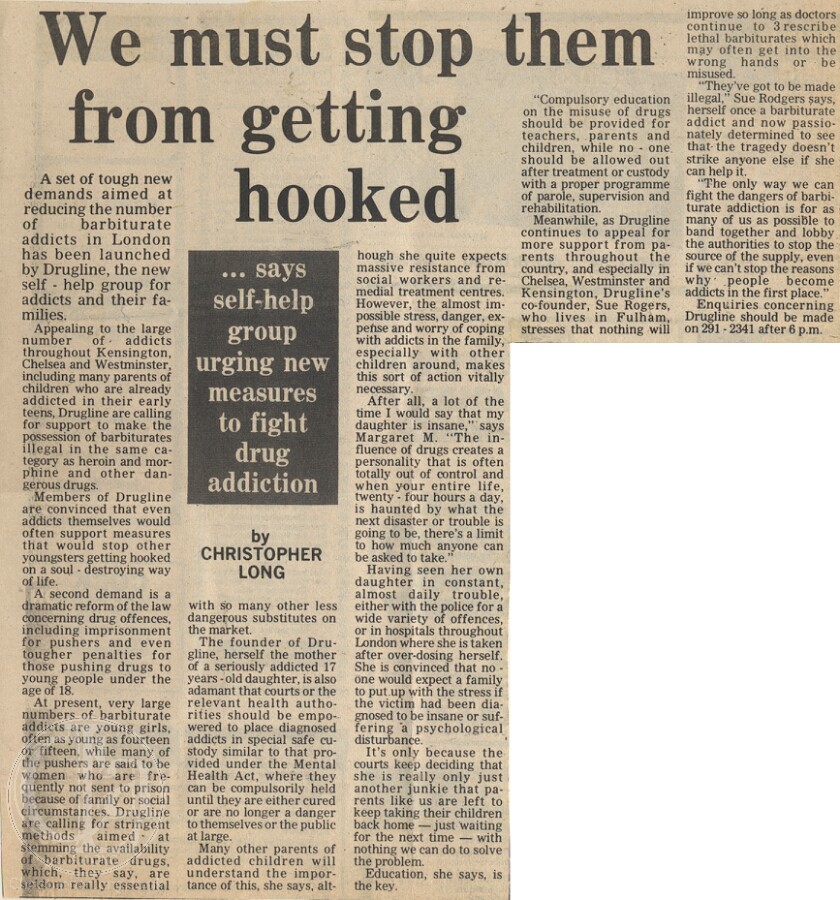 We must stop them
from getting
hooked
A set of tough new
demands aimed at
reducing the number
of barbiturate
addicts in London
has been launched
by Drugline, the new
self - help group for
addicts and their fa-
milies.
Appealing to the large
number of addicts
throughout Kensington,
Chelsea and Westminster,
including many parents of
children who are already
addicted in their early
teens, Drugline are calling
for support to make the
possession of barbiturates
illegal in the same ca-
tegory as heroin and mor-
phine and other dan-
gerous drugs.
Members of Drugline
are convinced that even
addicts themselves would
often support measures
that would stop other
youngsters getting hooked
on a soul - destroying way
of life.
A second demand is a
dramatic reform of the law
concerning drug offences,
including imprisonment
for pushers and even
tougher penalties for
those pushing drugs to
young people under the
age of 18.
At present, very large
numbers of barbiturate
addicts are young girls,
often as young as fourteen
or fifteen, while many of
the pushers are said to be
women who are fre-
quently not sent to prison
because of family or social
circumstances. Drugline
are calling for stringent
methods aimed - at
stemming the availability
of barbiturate drugs,
which, they say, are
seldom really essential
... says
self-help
group
urging new
measures
to fight
drug
addiction
by
CHRISTOPHER
LONG
with so many other less
dangerous substitutes on
the market.
The founder of Dru-
gline, herself the mother
of a seriously addicted 17
years - old daughter, is also
adamant that courts or the
relevant health autho-
rities should be empo-
wered to place diagnosed
addicts in special safe cu-
stody similar to that pro-
vided under the Mental
Health Act, where they
can be compulsorily held
until they are either cured
or are no longer a danger
to themselves or the public
at large.
Many other parents of
addicted children will
understand the impor-
tance of this, she says, alt-
hough she quite expects
massive resistance from
social workers and re-
medial treatment centres.
However, the almost im-
possible stress, danger, ex-
pense and worry of coping
with addicts in the family,
especially with other
children around, makes
this sort of action vitally
necessary.
After all, a lot of the
time I would say that my
daughter is insane," says
Margaret M. "The in-
fluence of drugs creates a
personality that is often
totally out of control and
when your entire life,
twenty - four hours a day,
is haunted by what the
next disaster or trouble is
going to be, there's a limit
to how much anyone can
be asked to take."
Having seen her own
daughter in constant,
almost daily trouble,
either with the police for a
wide variety of offences,
or in hospitals throughout
London where she is taken
after over-dosing herself.
She is convinced that no -
one would expect a family
to put up with the stress if
the victim had been dia-
gnosed to be insane or suf-
fering a psychological
disturbance.
It's only because the
courts keep deciding that
she is really only just
another junkie that pa-
rents like us are left to
keep taking their children
back home — just waiting
for the next time — with
nothing we can do to solve
the problem.
Education, she says, is
the key.
"Compulsory education
on the misuse of drugs
should be provided for
teachers, parents and
children, while no - one
should be allowed out
after treatment or custody
with a proper programme
of parole, supervision and
rehabilitation.
Meanwhile, as Drugline
continues to appeal for
more support from pa-
rents throughout the
country, and especially in
Chelsea, Westminster and
Kensington, Drugline's
co-founder, Sue Rogers,
who lives in Fulham,
stresses that nothing will
improve so long as doctors
continue to 3rescribe
lethal barbiturates which
may often get into the
wrong hands or be
misused.
"They've got to be made
illegal," Sue Rodgers says,
herself once a barbiturate
addict and now passio-
nately determined to see
that the tragedy doesn't
strike anyone else if she
can help it.
"The only way we can
fight the dangers of barbi-
turate addiction is for as
many of us as possible to
band together and lobby
the authorities to stop the
source of the supply, even
if we can't stop the reasons
why people become
addicts in the first place."
Enquiries concerning
Drugline should be made
on 291 - 2341 after 6 p.m.